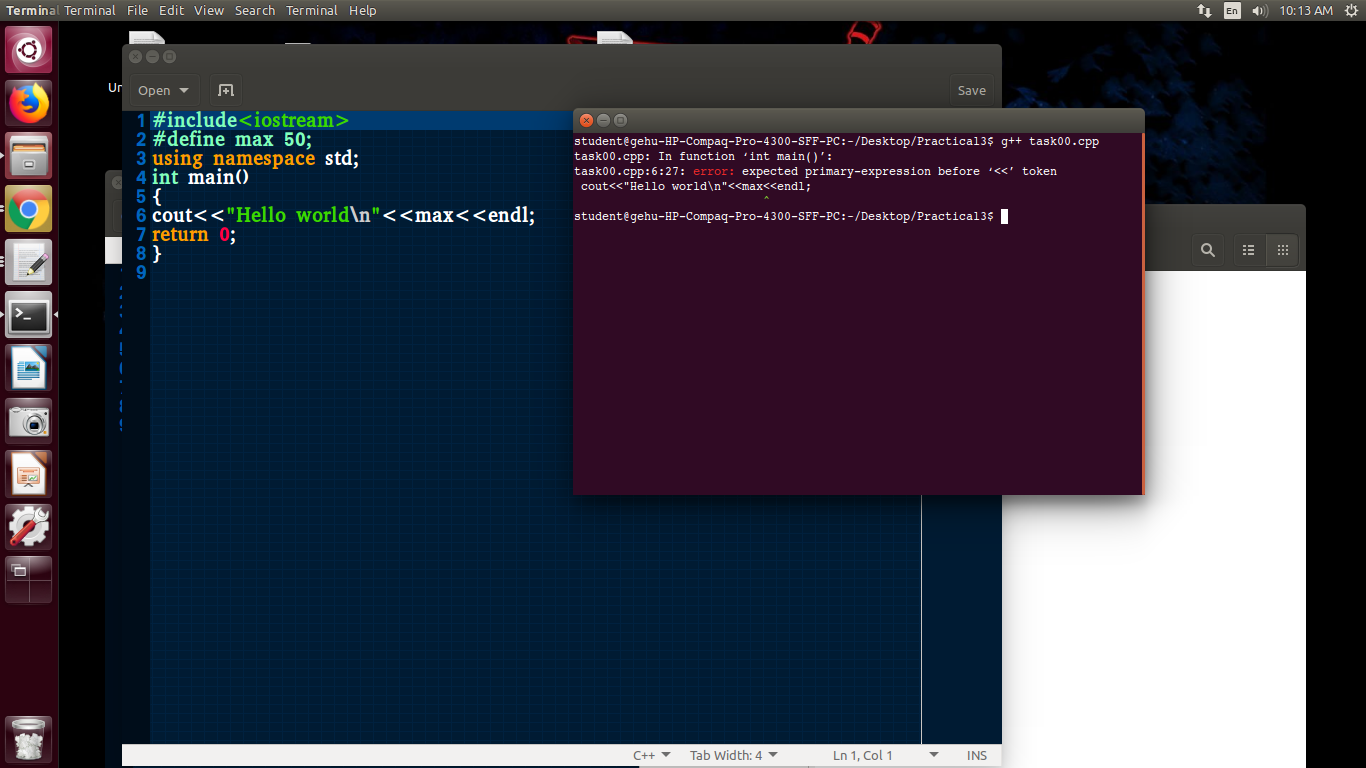 Terminal Terminal File Edit View Search Terminal Help En 10:13 AM
Open Save
1 #include<iostream>
2 #define max 50;
3 using namespace std;
4 int main()
5 {
6 cout<<"Hello world\n"<<max<<endl;
7 return 0;
8 }
9
student@gehu-HP-Compaq-Pro-4300-SFF-PC:~/Desktop/Practical3$ g++ task00.cpp
task00.cpp: In function ‘int main()’:
task00.cpp:6:27: error: expected primary-expression before ‘<<’ token
cout<<"Hello world\n"<<max<<endl;
^
student@gehu-HP-Compaq-Pro-4300-SFF-PC:~/Desktop/Practical3$
C++ Tab Width: 4 Ln 1, Col 1 INS